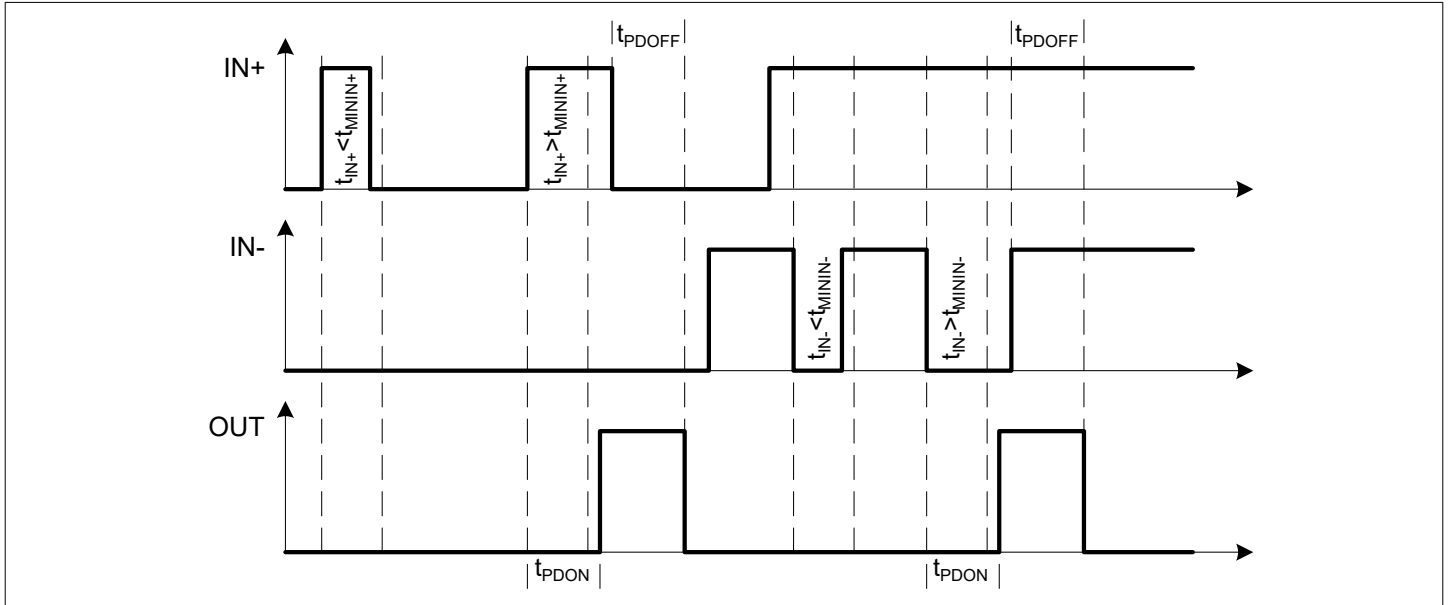 tPDOFF
tPDOFF
IN+
tIN+<tMININ+
tIN+>tMININ+
IN-
tIN-<tMININ-
tIN->tMININ-
OUT
tPDON
tPDON